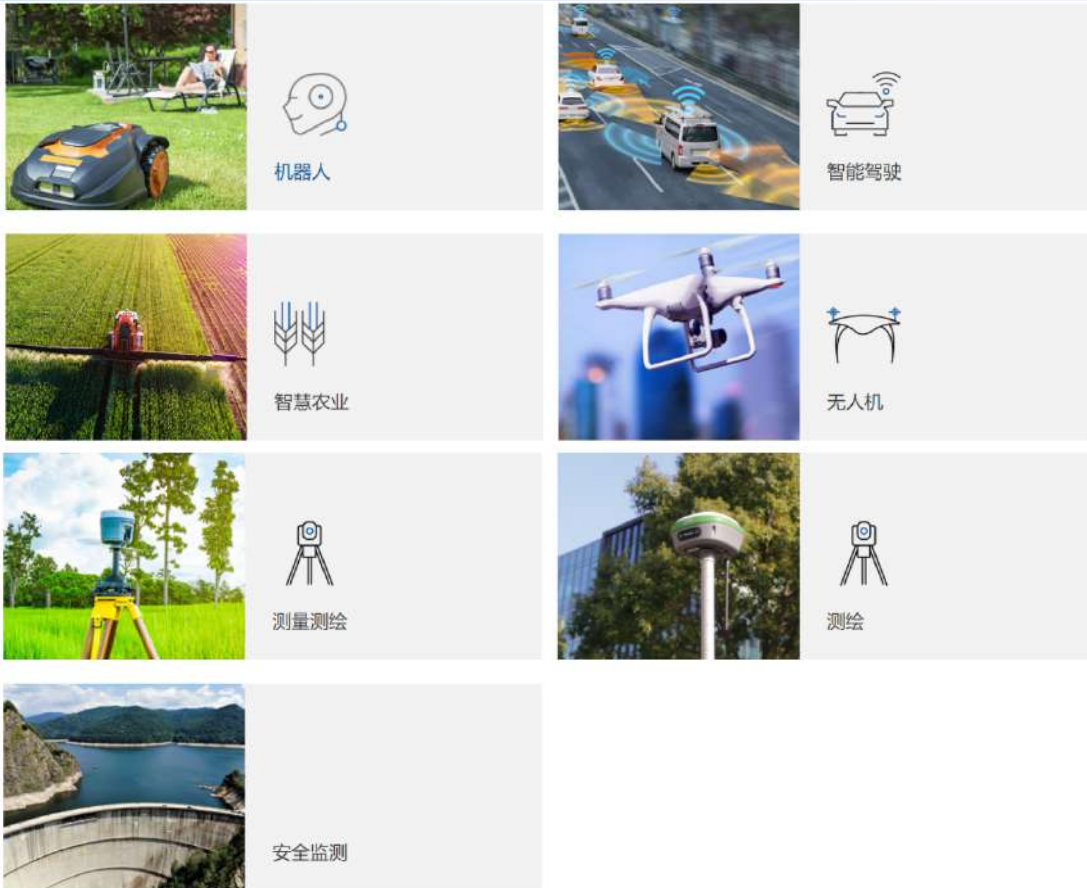 机器人
智能驾驶
智慧农业
无人机
测量测绘
测绘
安全监测